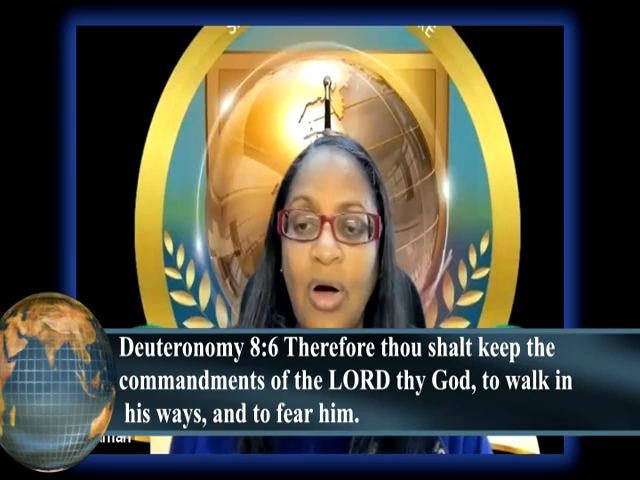 Deuteronomy 8:6 Therefore thou shalt keep the
commandments of the LORD thy God, to walk in
his ways, and to fear him.